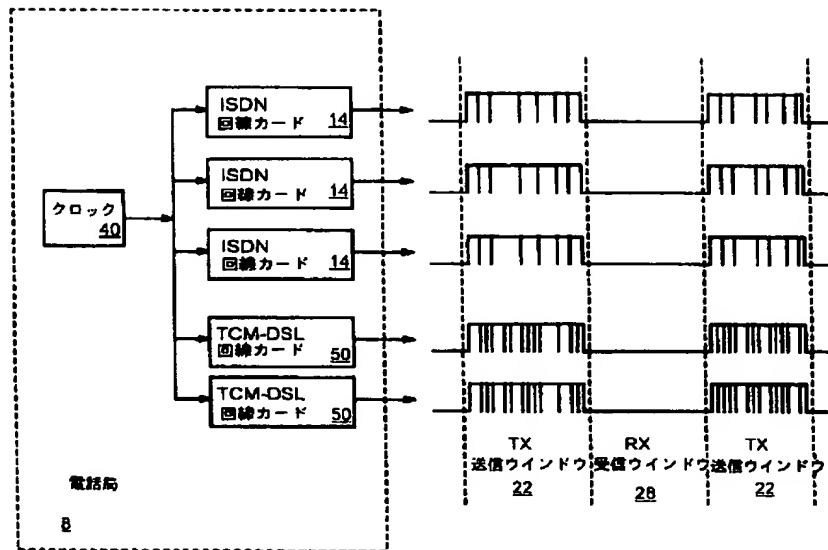 ISDN
回線カード 14
ISDN
回線カード 14
クロック
40
ISDN
回線カード 14
TCM-DSL
回線カード 50
TCM-DSL
回線カード 50
電話局
8
TX
送信ウインドウ
22
RX
受信ウインドウ
28
TX
送信ウインドウ
22